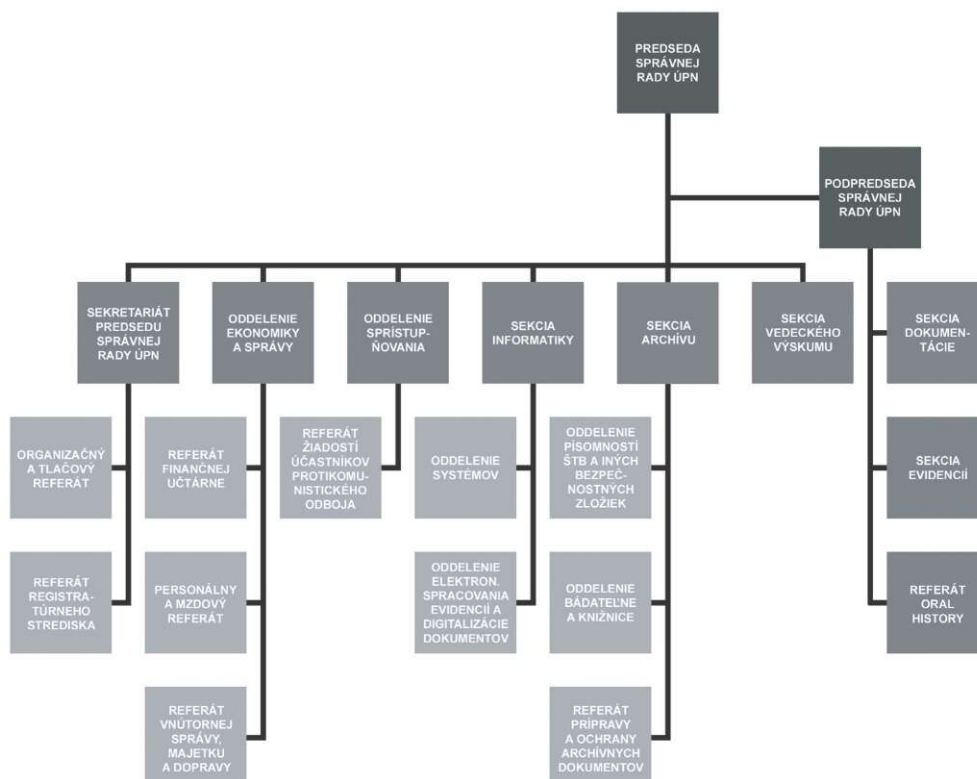 PREDSEDA
SPRÁVNEJ
RADY ÚPN
PODPREDSEDA
SPRÁVNEJ
RADY ÚPN
SEKRETARIÁT
PREDSEDU
SPRÁVNEJ
RADY ÚPN
ODDELENIE
EKONOMIKY
A SPRÁVY
ODDELENIE
SPRÍSTUP-
ŇOVANIA
SEKCIA
INFORMATIKY
SEKCIA
ARCHÍVU
SEKCIA
VEDECKÉHO
VÝSKUMU
SEKCIA
DOKUMEN-
TÁCIE
ORGANIZAČNÝ
A TLAČOVÝ
REFERÁT
REFERÁT
FINANČNEJ
UČTÁRNE
REFERÁT
ŽIADOSTÍ
ÚČASTNÍKOV
PROTIKOMU-
NISTICKÉHO
ODBOJA
ODDELENIE
SYSTÉMOV
ODDELENIE
PÍSOMNOSTÍ
ŠTB A INÝCH
BEZPEČ-
NOSTNÝCH
ZLOŽIEK
SEKCIA
EVIDENCIÍ
REFERÁT
REGISTRA-
TÚRNEHO
STREDISKA
PERSONÁLNY
A MZDOVÝ
REFERÁT
ODDELENIE
ELEKTRON.
SPRACOVANIA
EVIDENCIÍ A
DIGITALIZÁCIE
DOKUMENTOV
ODDELENIE
BÁDATEĽNE
A KNIŽNICE
REFERÁT
ORAL
HISTORY
REFERÁT
VNÚTORNEJ
SPRÁVY,
MAJETKU
A DOPRAVY
REFERÁT
PRÍPRAVY
A OCHRANY
ARCHÍVNYCH
DOKUMENTOV